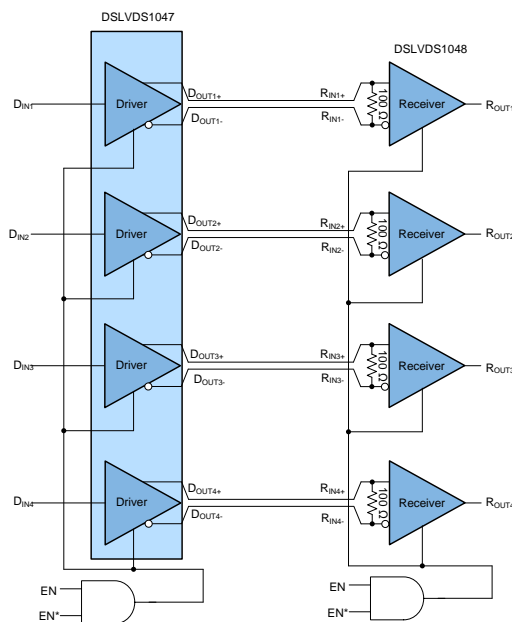 DSLVDS1047
DSLVDS1048
DIN1 Driver DOUT1+ RIN1+ 100 Ω Receiver ROUT1
DOUT1- RIN1-
DIN2 Driver DOUT2+ RIN2+ 100 Ω Receiver ROUT2
DOUT2- RIN2-
DIN3 Driver DOUT3+ RIN3+ 100 Ω Receiver ROUT3
DOUT3- RIN3-
DIN4 Driver DOUT4+ RIN4+ 100 Ω Receiver ROUT4
DOUT4- RIN4-
EN EN
EN* EN*